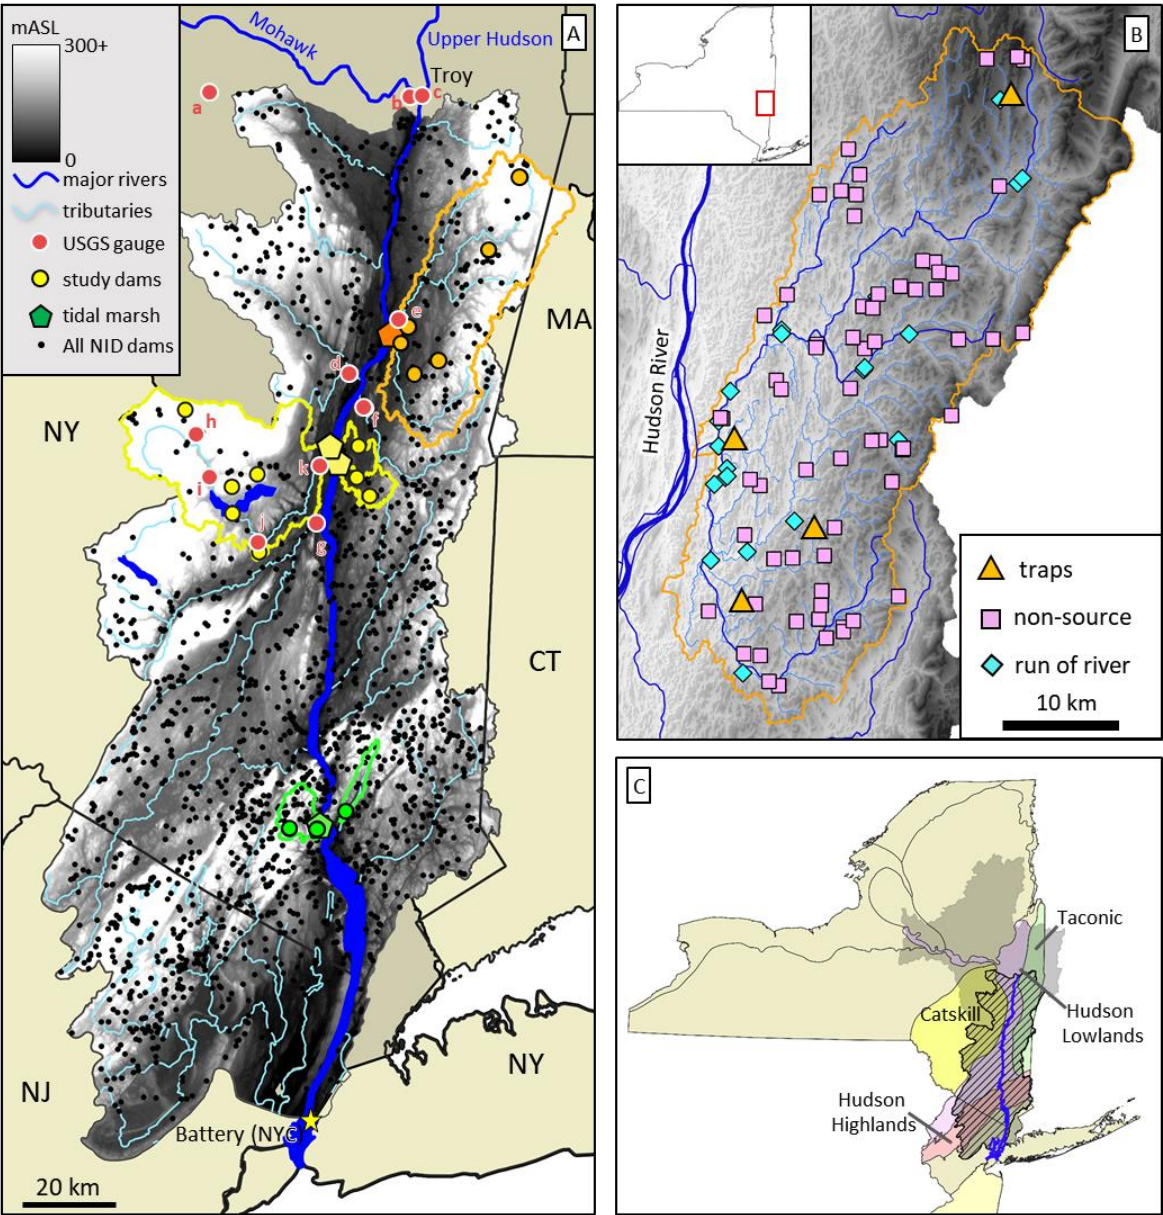 A
mASL
300+
0
major rivers
tributaries
USGS gauge
study dams
tidal marsh
All NID dams
Mohawk
Upper Hudson
Troy
a
b
c
e
MA
d
f
NY
h
k
i
j
g
CT
NJ
NY
Battery (NYC)
20 km
B
Hudson River
traps
non-source
run of river
10 km
C
Taconic
Catskill
Hudson
Lowlands
Hudson
Highlands